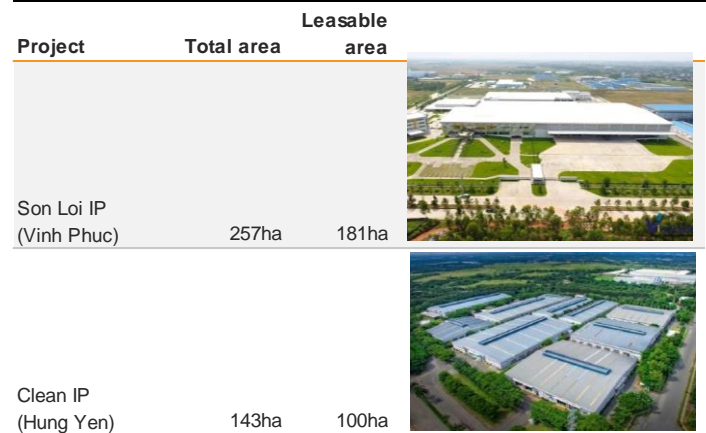 Leasable
Project Total area area
Son Loi IP
(Vinh Phuc) 257ha 181ha
Clean IP
(Hung Yen) 143ha 100ha